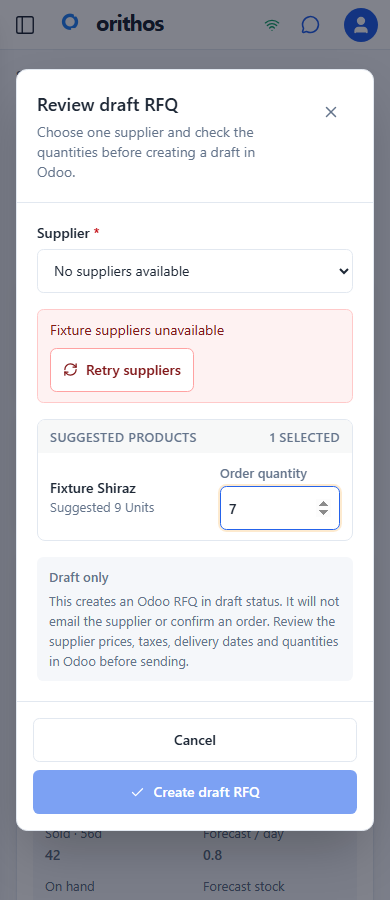 orithos
Review draft RFQ
Choose one supplier and check the
quantities before creating a draft in
Odoo.
Supplier *
No suppliers available
Fixture suppliers unavailable
Retry suppliers
SUGGESTED PRODUCTS 1 SELECTED
Order quantity
Fixture Shiraz
Suggested 9 Units
7
Draft only
This creates an Odoo RFQ in draft status. It will not
email the supplier or confirm an order. Review the
supplier prices, taxes, delivery dates and quantities
in Odoo before sending.
Cancel
Create draft RFQ
Sold · 56d Forecast / day
42 0.8
On hand Forecast stock